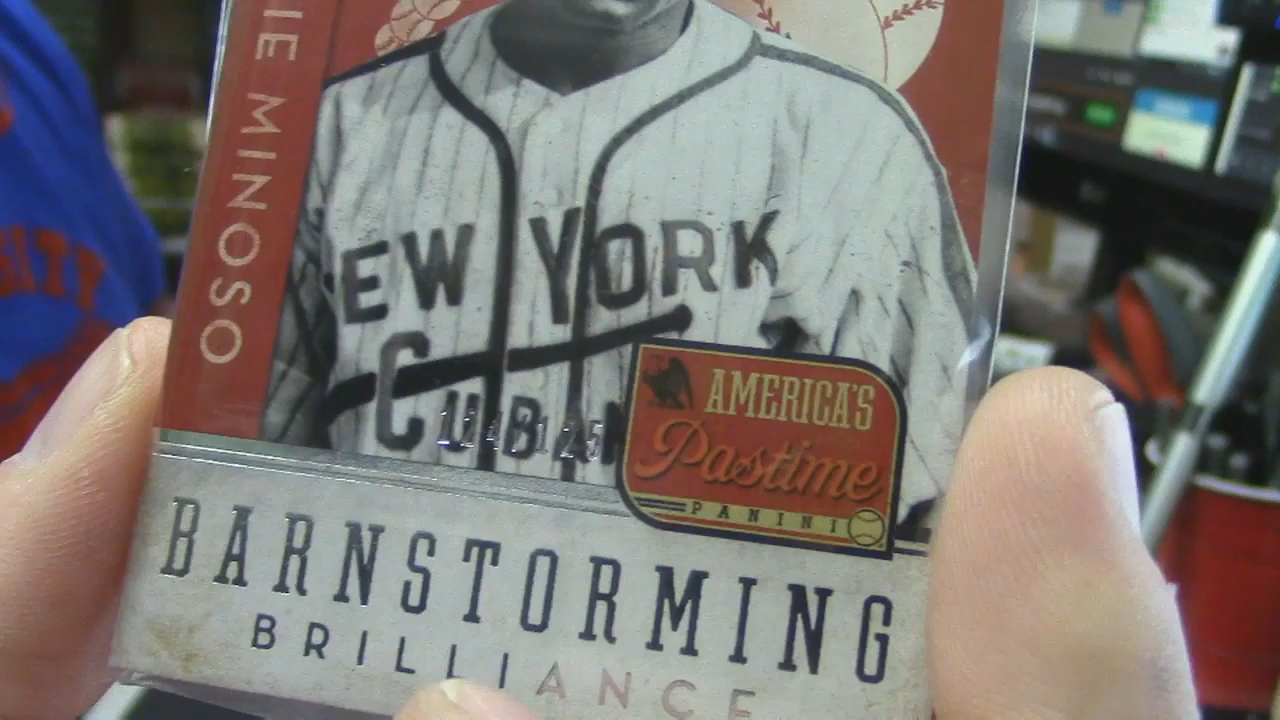 IE MINOSO
EW YORK
CUBAN
AMERICA'S
Pastime
PANINI
BARNSTORMING
BRILLIANCE